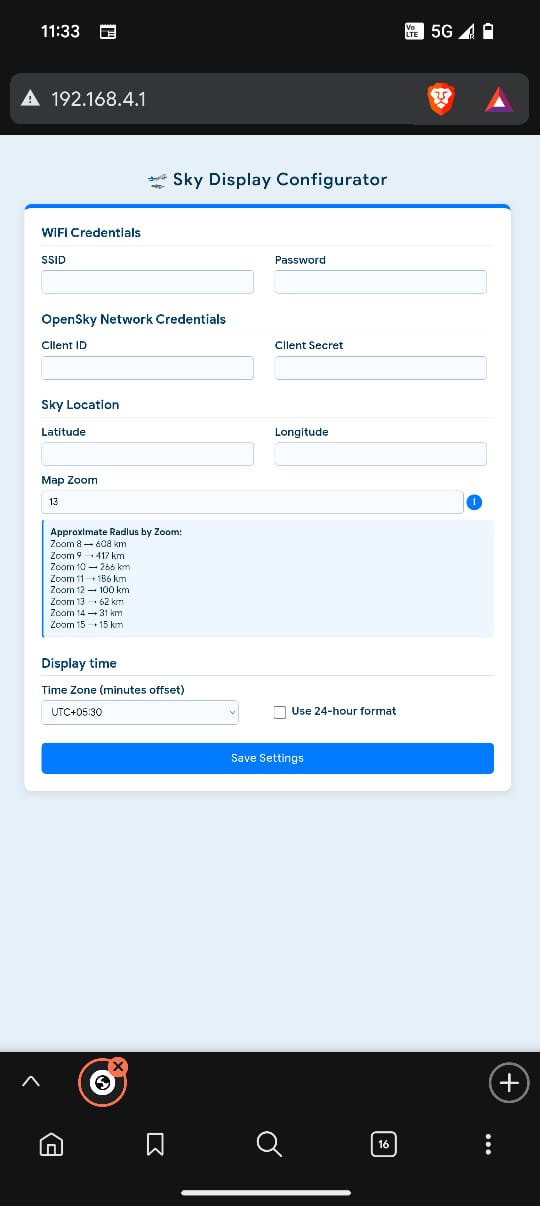 11:33
Vo
LTE
5G
R
192.168.4.1
Sky Display Configurator
WiFi Credentials
SSID
Password
OpenSky Network Credentials
Client ID
Client Secret
Sky Location
Latitude
Longitude
Map Zoom
13
i
Approximate Radius by Zoom:
Zoom 8 → 608 km
Zoom 9 → 417 km
Zoom 10 → 266 km
Zoom 11 → 186 km
Zoom 12 → 100 km
Zoom 13 → 62 km
Zoom 14 → 31 km
Zoom 15 → 15 km
Display time
Time Zone (minutes offset)
UTC+05:30
Use 24-hour format
Save Settings
16